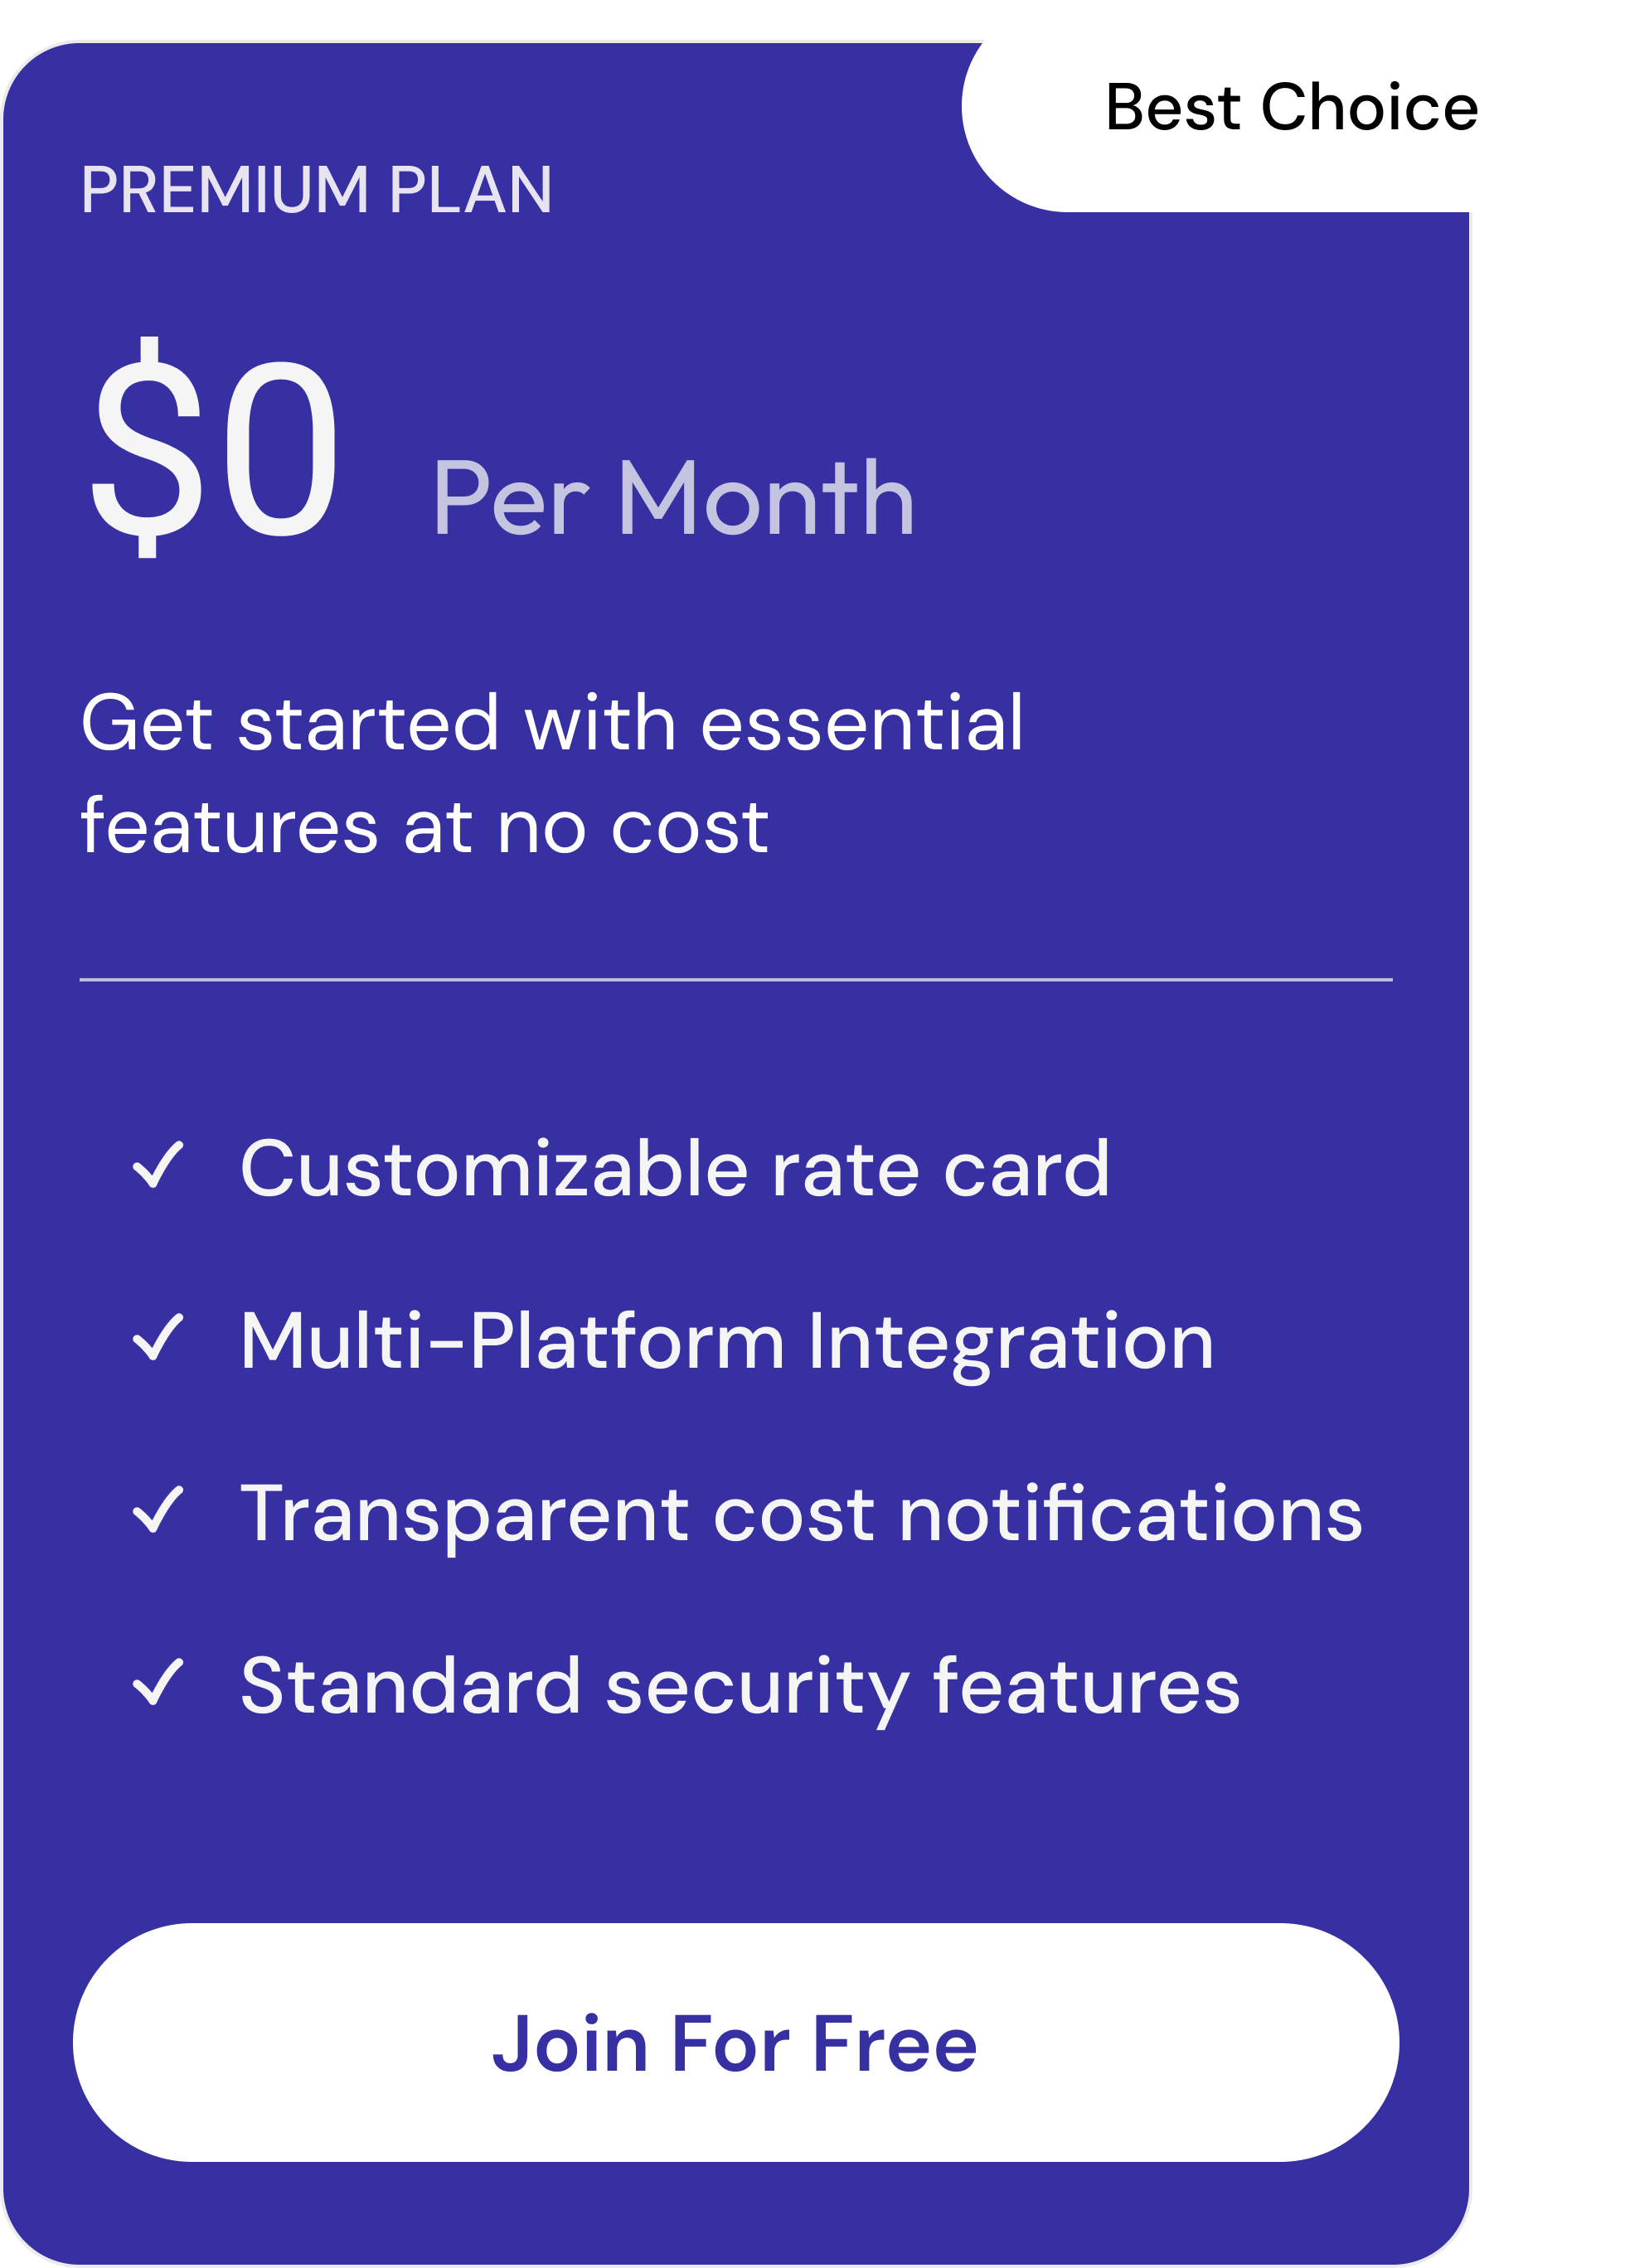 Best Choice
PREMIUM PLAN
$0 Per Month
Get started with essential
features at no cost
Customizable rate card
Multi-Platform Integration
Transparent cost notifications
Standard security features
Join For Free